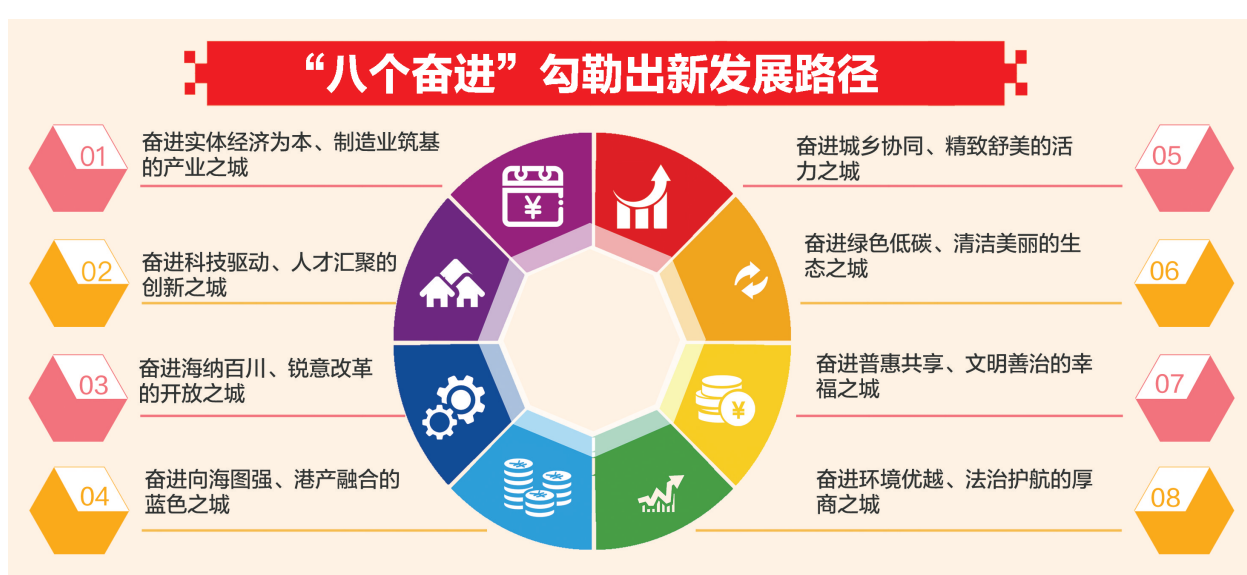 “八个奋进”勾勒出新发展路径
01
奋进实体经济为本、制造业筑基
的产业之城
02
奋进科技驱动、人才汇聚的
创新之城
03
奋进海纳百川、锐意改革
的开放之城
04
奋进向海图强、港产融合的
蓝色之城
05
奋进城乡协同、精致舒美的活
力之城
06
奋进绿色低碳、清洁美丽的生
态之城
07
奋进普惠共享、文明善治的幸
福之城
08
奋进环境优越、法治护航的厚
商之城
¥
¥